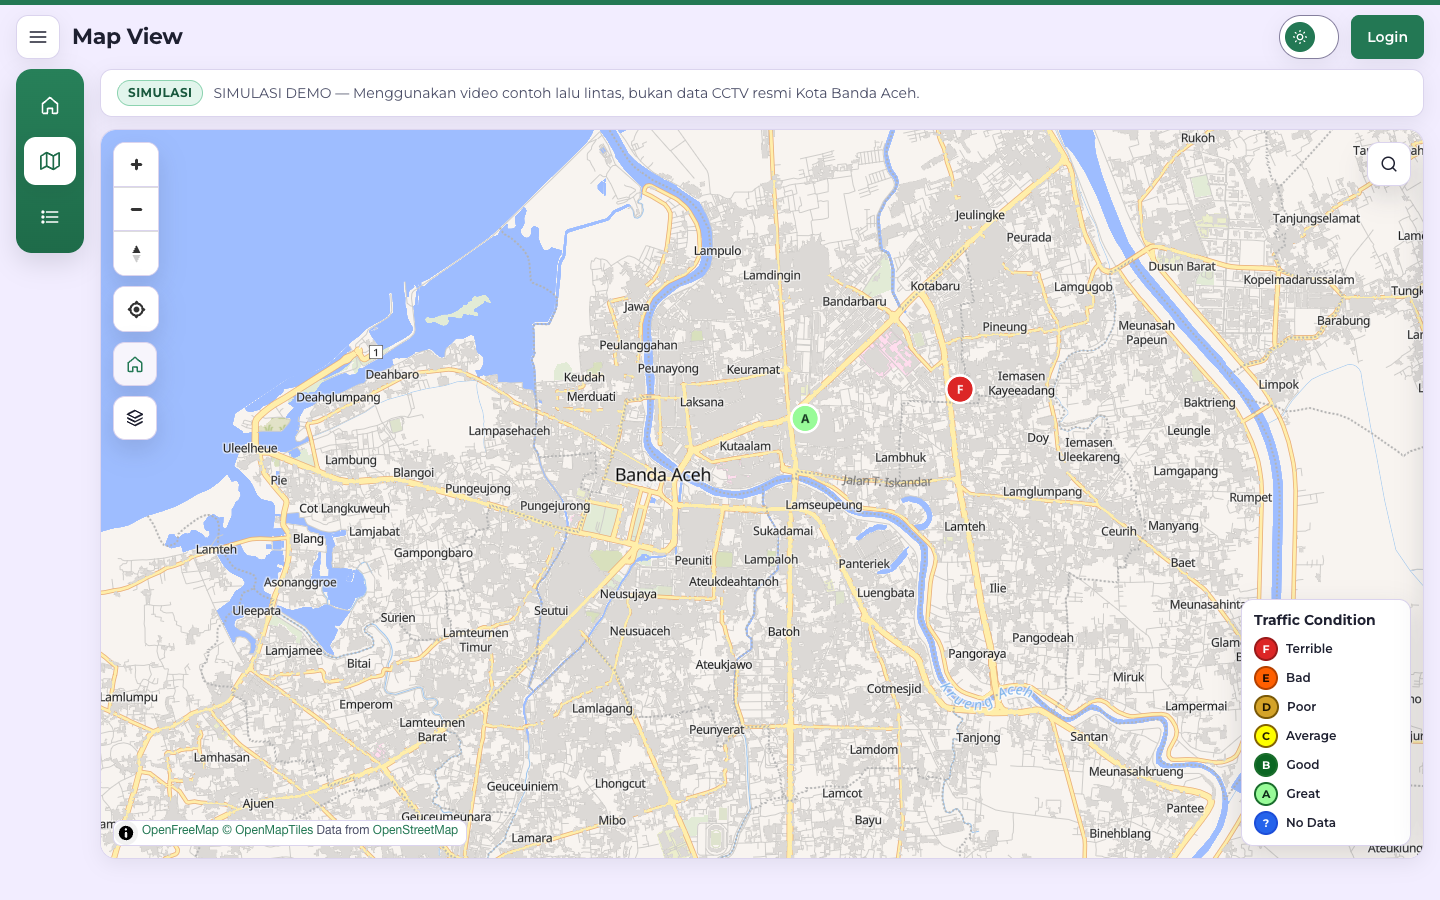 Map View
Login
SIMULASI
SIMULASI DEMO — Menggunakan video contoh lalu lintas, bukan data CCTV resmi Kota Banda Aceh.
Rukoh
Jeulingke
Tanjungselamat
Peurada
Lampulo
Dusun Barat
Lamdingin
Kopelmadarussalam
Kotabaru
Lamgugob
Bandarbaru
Jawa
Barabung
Pineung
Meunasah
Papeun
1
Peulanggahan
Deahbaro
Keudah
Peunayong
Keuramat
Iemasen
Kayeeadang
Limpok
F
Deahglumpang
Merduati
Laksana
Baktrieng
A
Lampasehaceh
Leungle
Uleelheue
Kutaalam
Doy
Iemasen
Uleekareng
Lambung
Lambhuk
Blangoi
Banda Aceh
Lamgapang
Pie
Jalan T. Iskandar
Pungeujong
Lamglumpang
Rumpet
Cot Langkuweuh
Pungejurong
Lamseupeung
Lamjabat
Sukadamai
Lamteh
Ceurih
Manyang
Blang
Lamteh
Gampongbaro
Peuniti
Lampaloh
Panteriek
Baet
Asonanggroe
Ateukdeahtanoh
Neusujaya
Luengbata
Ilie
Meunasahinta
Uleepata
Surien
Seutui
Lamteumen
Timur
Neusuaceh
Batoh
Pangodeah
Lamjamee
Bitai
Ateukjawo
Pangoraya
Miruk
Lamlumpu
Emperom
Cotmesjid
Krueng Aceh
Lampermai
Lamlagang
Lamteumen
Barat
Peunyerat
Tanjong
Santan
Lamhasan
Lamdom
Meunasahkrueng
Geuceuiniem
Lhongcut
Lamcot
Ajuen
Geuceumeunara
Mibo
Bayu
Pantee
Lamara
Binehblang
Traffic Condition
F Terrible
E Bad
D Poor
C Average
B Good
A Great
? No Data
OpenFreeMap © OpenMapTiles Data from OpenStreetMap